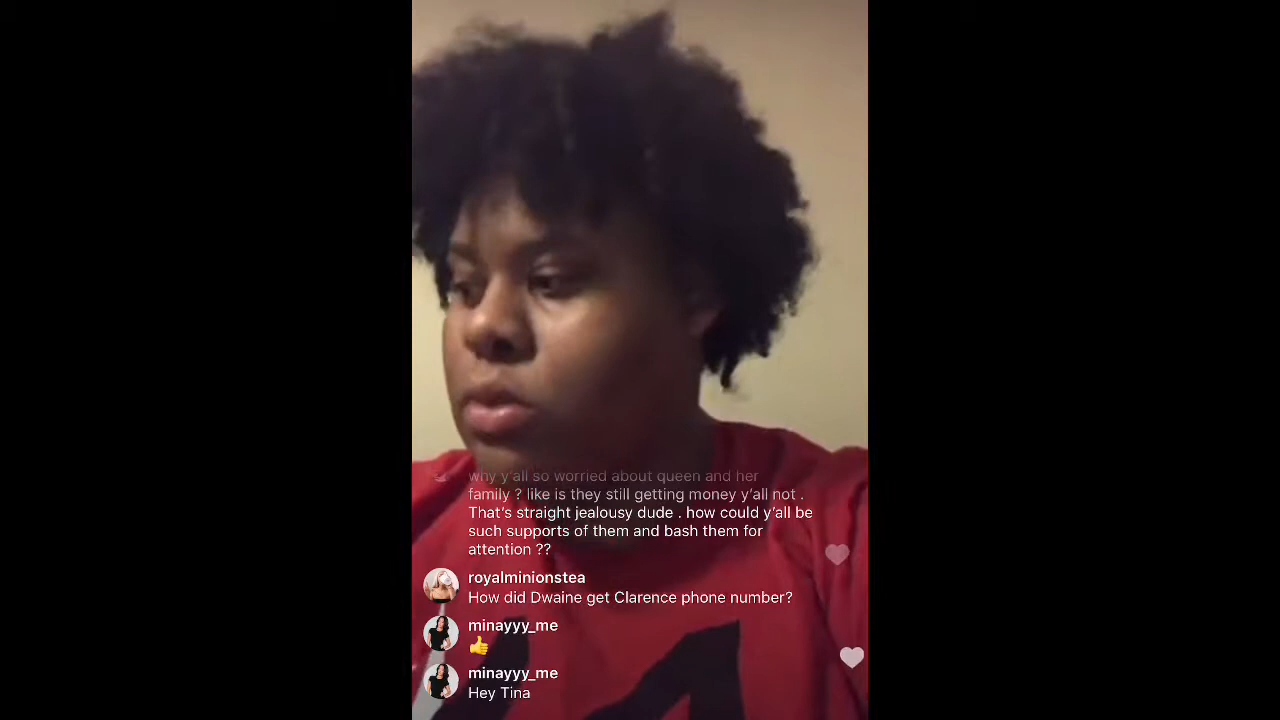 why y'all so worried about queen and her
family ? like is they still getting money y'all not .
That's straight jealousy dude . how could y'all be
such supports of them and bash them for
attention ??
royalminionstea
How did Dwaine get Clarence phone number?
minayyy_me
👍
minayyy_me
Hey Tina